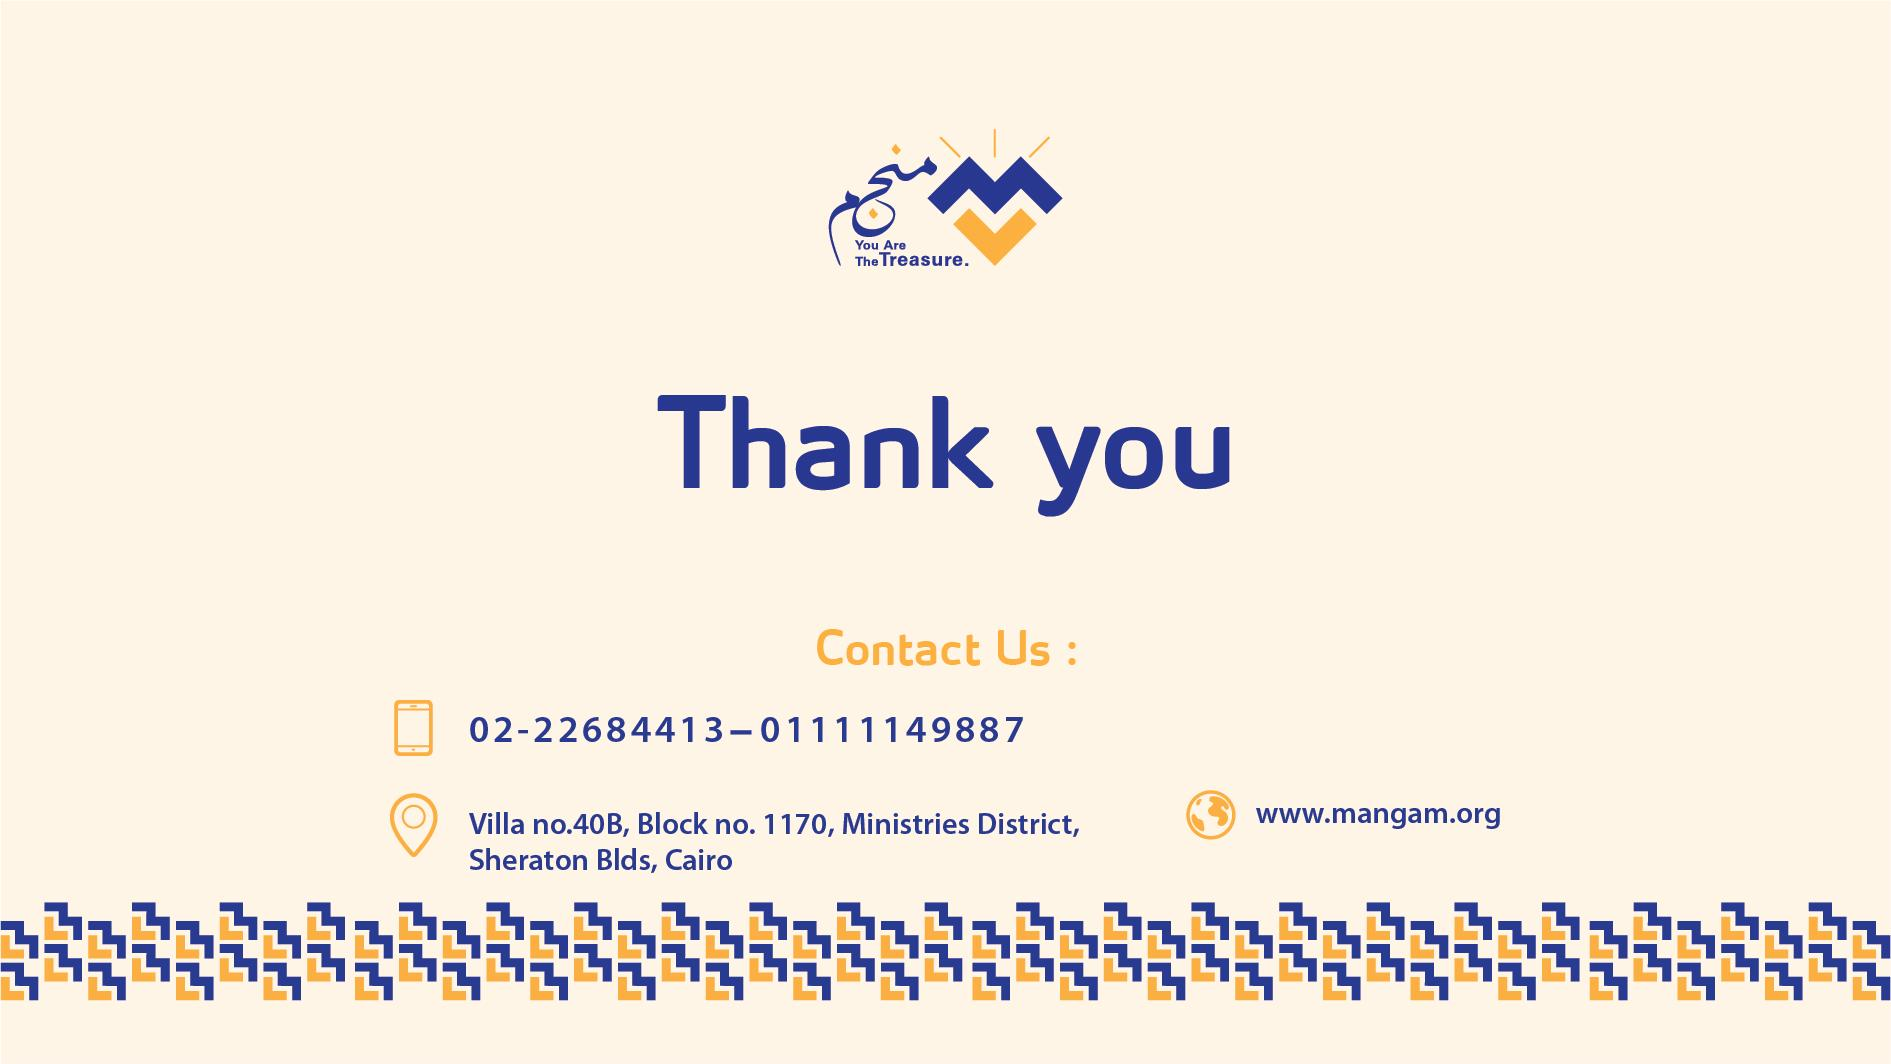 منجم
You Are
The Treasure.
Thank you
Contact Us :
02-22684413–01111149887
Villa no.40B, Block no. 1170, Ministries District,
Sheraton Blds, Cairo
www.mangam.org